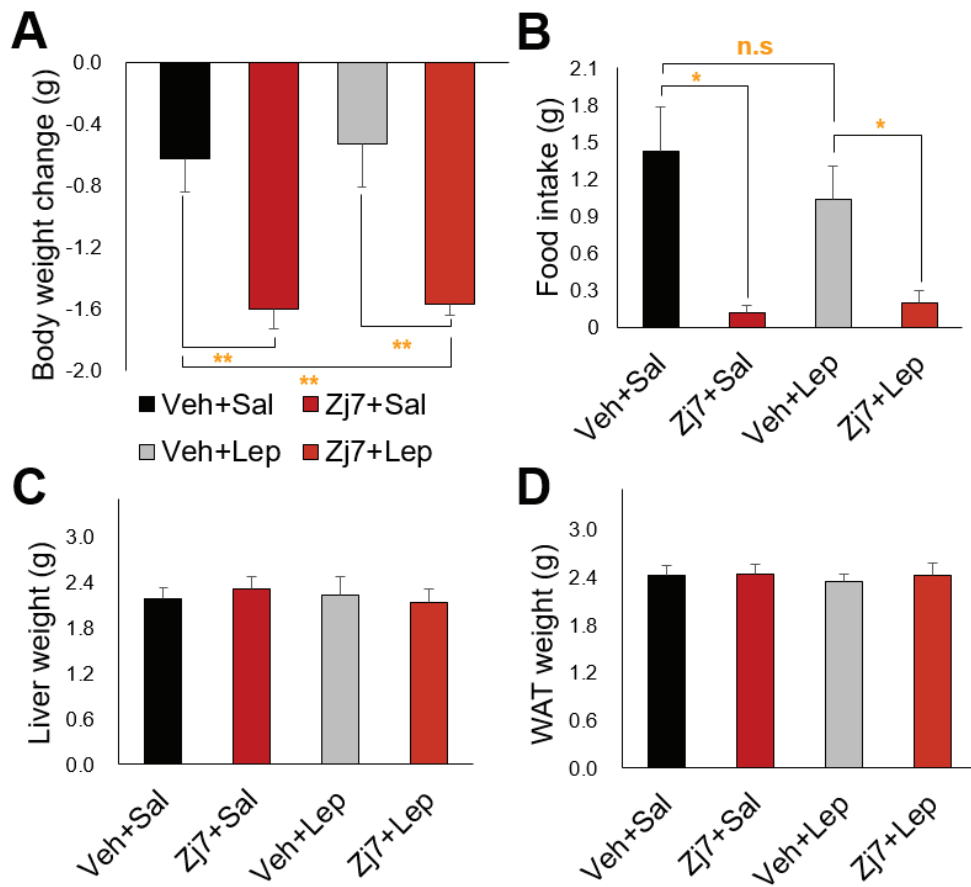 A
Body weight change (g)
0.0
-0.4
-0.8
-1.2
-1.6
-2.0
**
**
**
Veh+Sal
Zj7+Sal
Veh+Lep
Zj7+Lep
B
Food intake (g)
2.1
1.8
1.5
1.2
0.9
0.6
0.3
0
n.s
*
*
Veh+Sal
Zj7+Sal
Veh+Lep
Zj7+Lep
C
Liver weight (g)
3.0
2.4
1.8
1.2
0.6
0.0
Veh+Sal
Zj7+Sal
Veh+Lep
Zj7+Lep
D
WAT weight (g)
3.0
2.4
1.8
1.2
0.6
0.0
Veh+Sal
Zj7+Sal
Veh+Lep
Zj7+Lep